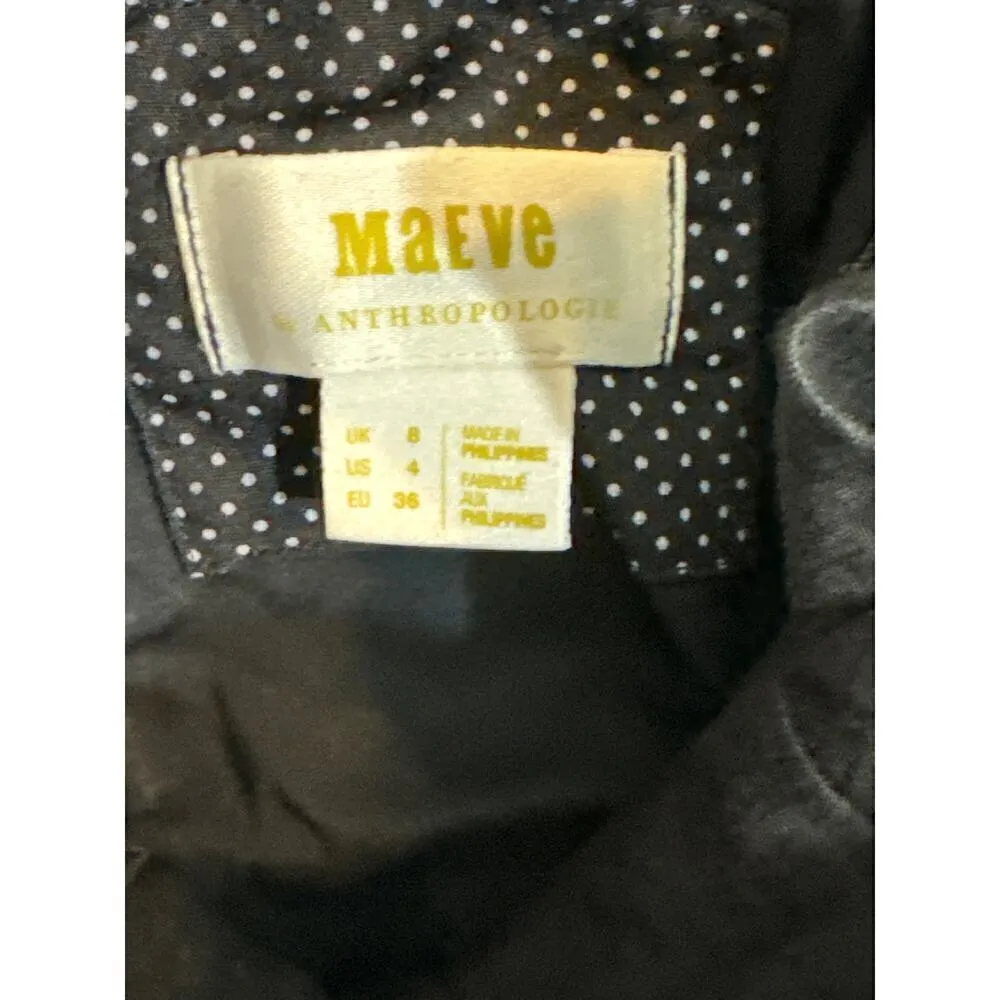 MaEVe
BY ANTHROPOLOGIE
UK 8
US 4
EU 36
MADE IN
PHILIPPINES
FABRIQUÉ
AUX
PHILIPPINES